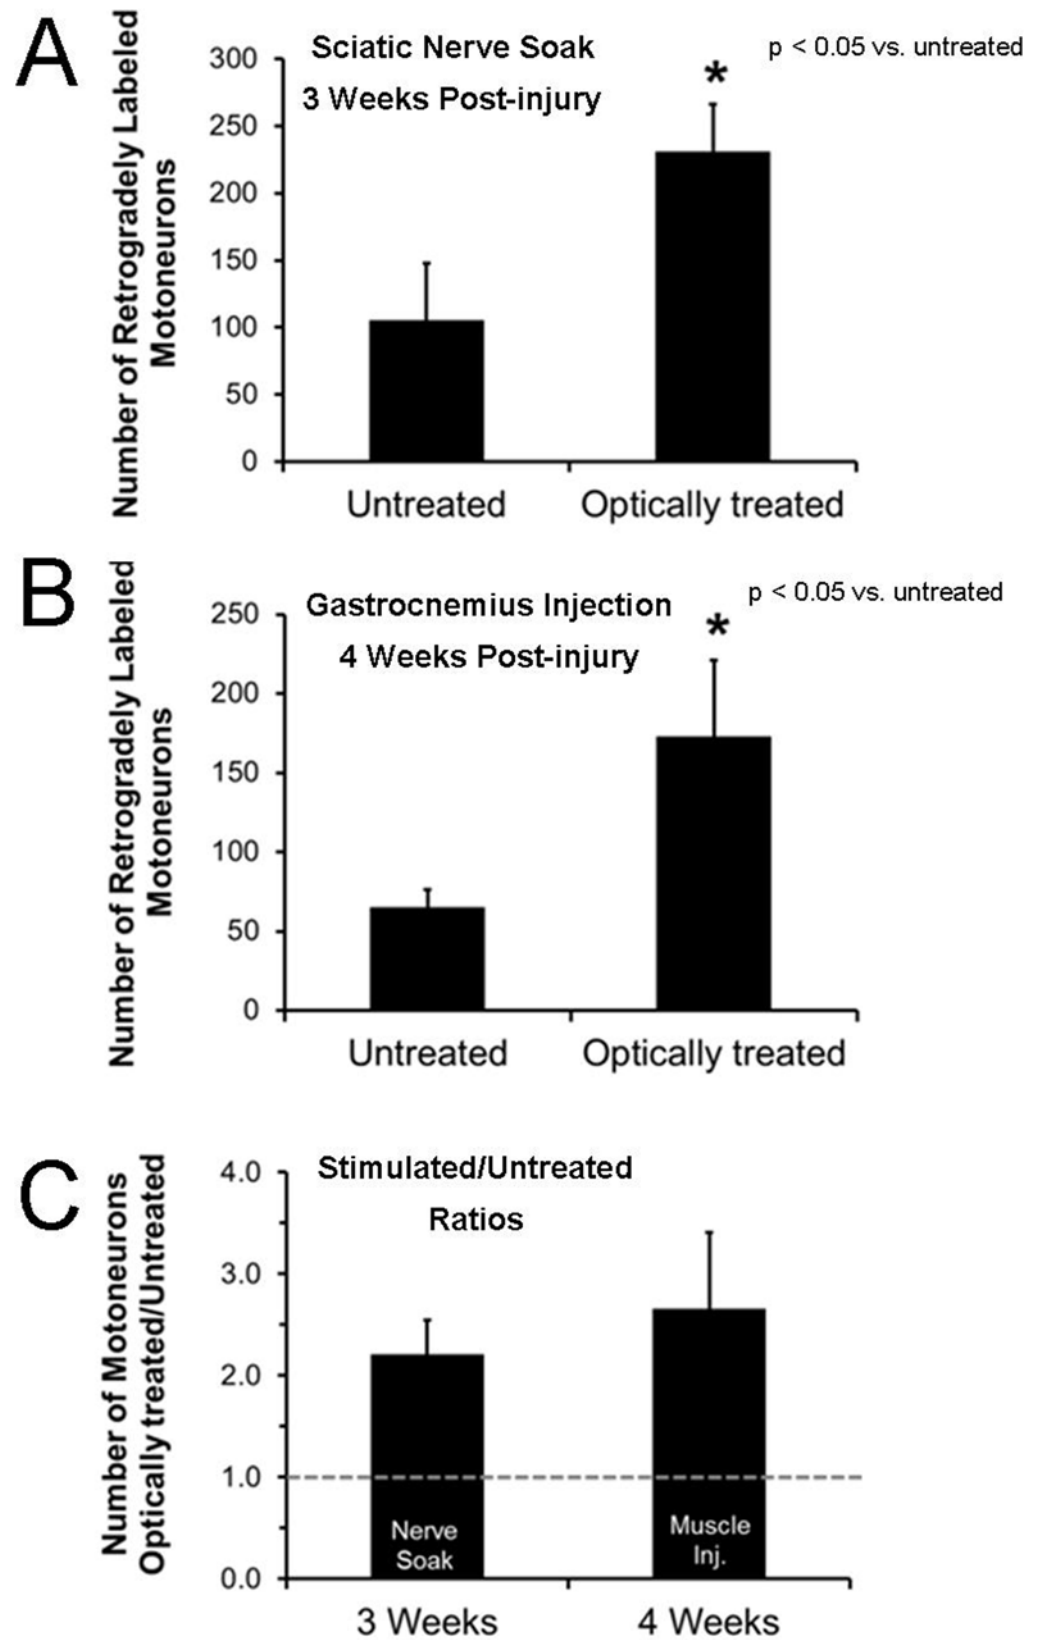 A
Number of Retrogradely Labeled
Motoneurons
Sciatic Nerve Soak
3 Weeks Post-injury
p < 0.05 vs. untreated
*
300
250
200
150
100
50
0
Untreated
Optically treated
B
Number of Retrogradely Labeled
Motoneurons
Gastrocnemius Injection
4 Weeks Post-injury
p < 0.05 vs. untreated
*
250
200
150
100
50
0
Untreated
Optically treated
C
Number of Motoneurons
Optically treated/Untreated
Stimulated/Untreated
Ratios
4.0
3.0
2.0
1.0
0.0
Nerve
Soak
Muscle
Inj.
3 Weeks
4 Weeks